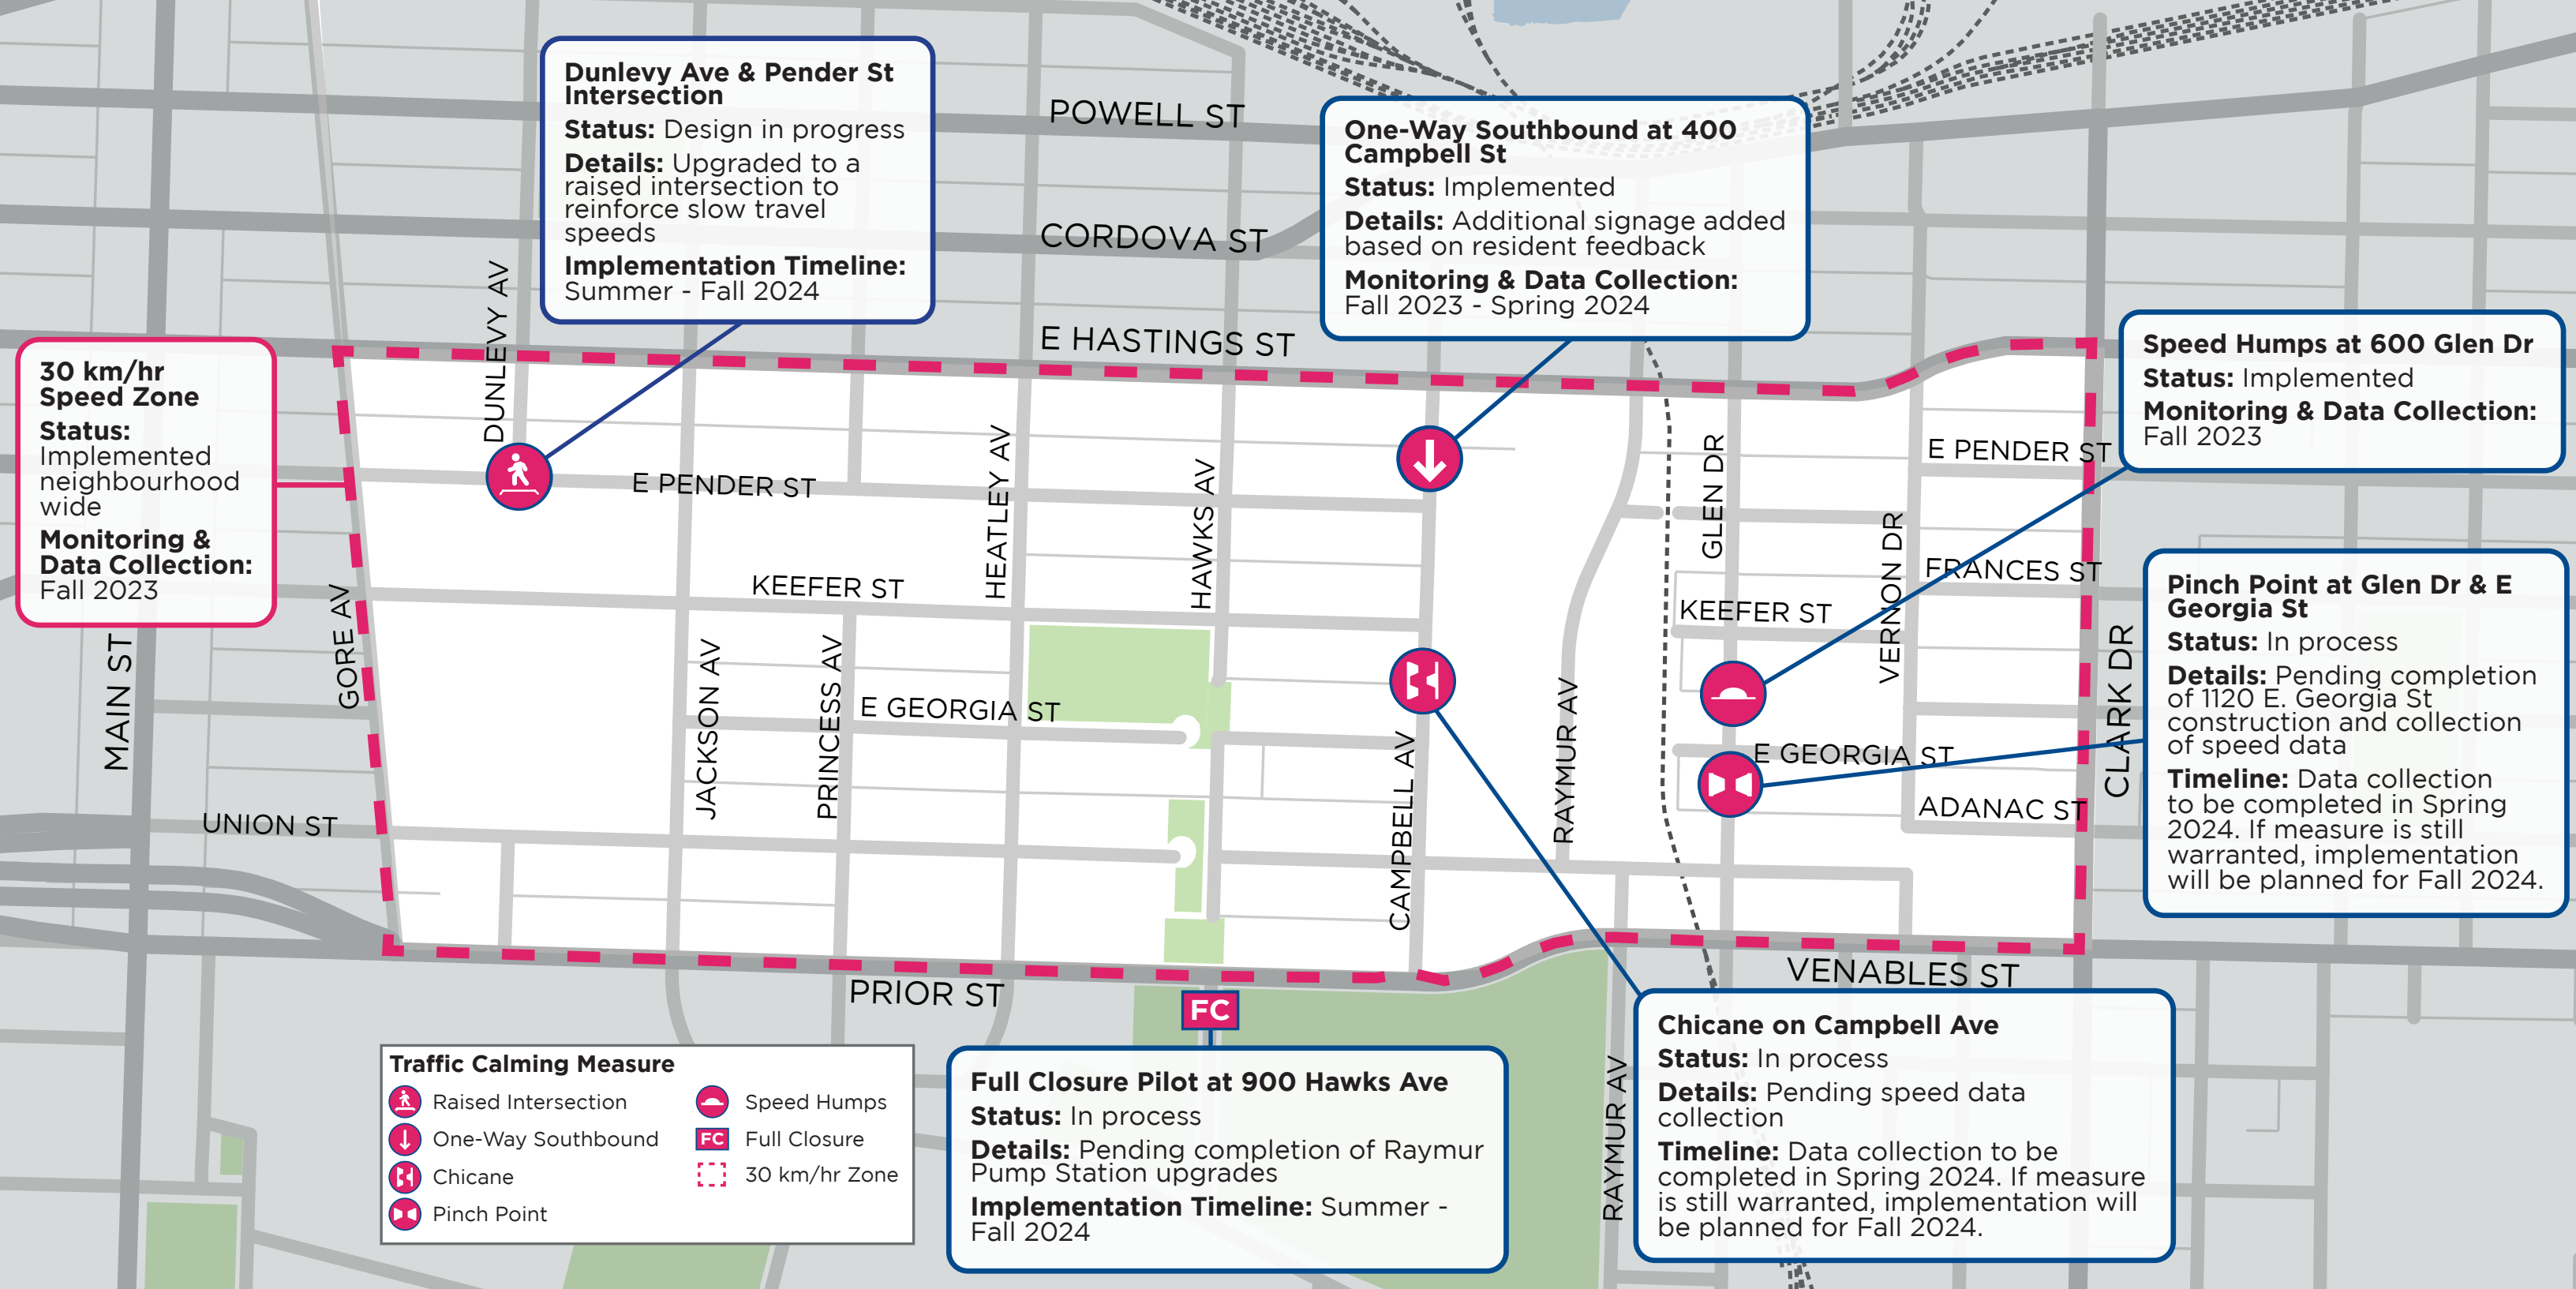 Dunlevy Ave & Pender St
Intersection
Status: Design in progress
Details: Upgraded to a
raised intersection to
reinforce slow travel
speeds
Implementation Timeline:
Summer - Fall 2024
POWELL ST
CORDOVA ST
E HASTINGS ST
One-Way Southbound at 400
Campbell St
Status: Implemented
Details: Additional signage added
based on resident feedback
Monitoring & Data Collection:
Fall 2023 - Spring 2024
Speed Humps at 600 Glen Dr
Status: Implemented
Monitoring & Data Collection:
Fall 2023
30 km/hr
Speed Zone
Status:
Implemented
neighbourhood
wide
Monitoring &
Data Collection:
Fall 2023
DUNLEVY AV
E PENDER ST
HEATLEY AV
HAWKS AV
GLEN DR
VERNON DR
E PENDER ST
FRANCES ST
KEEFER ST
KEEFER ST
MAIN ST
GORE AV
JACKSON AV
PRINCESS AV
E GEORGIA ST
CAMPBELL AV
RAYMUR AV
E GEORGIA ST
ADANAC ST
CLARK DR
UNION ST
Pinch Point at Glen Dr & E
Georgia St
Status: In process
Details: Pending completion
of 1120 E. Georgia St
construction and collection
of speed data
Timeline: Data collection
to be completed in Spring
2024. If measure is still
warranted, implementation
will be planned for Fall 2024.
PRIOR ST
VENABLES ST
FC
RAYMUR AV
Traffic Calming Measure
Raised Intersection
One-Way Southbound
Chicane
Pinch Point
Speed Humps
FC Full Closure
30 km/hr Zone
Full Closure Pilot at 900 Hawks Ave
Status: In process
Details: Pending completion of Raymur
Pump Station upgrades
Implementation Timeline: Summer -
Fall 2024
Chicane on Campbell Ave
Status: In process
Details: Pending speed data
collection
Timeline: Data collection to be
completed in Spring 2024. If measure
is still warranted, implementation will
be planned for Fall 2024.